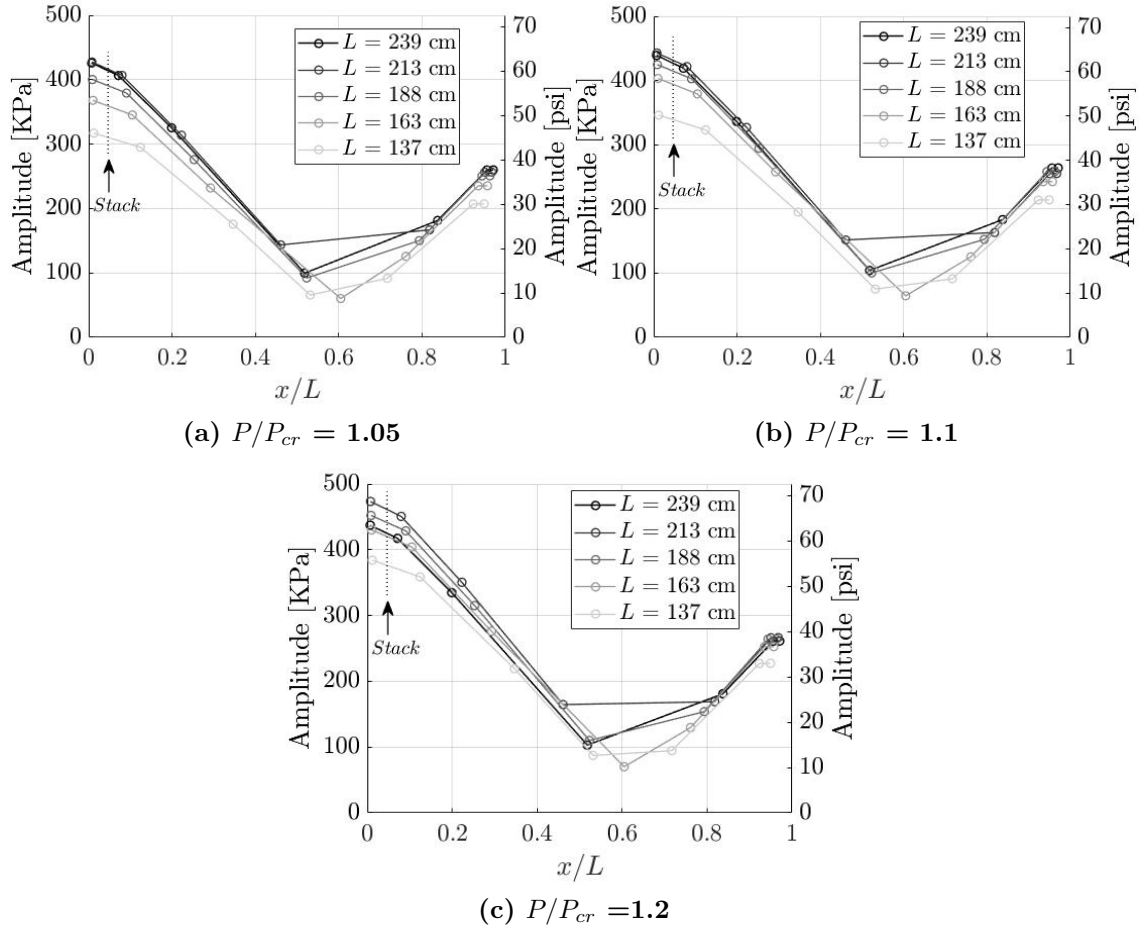 500
400
300
200
100
0
Amplitude [KPa]
70
60
50
40
30
20
10
0
Amplitude [psi]
L = 239 cm
L = 213 cm
L = 188 cm
L = 163 cm
L = 137 cm
Stack
0 0.2 0.4 0.6 0.8 1
x/L
(a) P/Pcr = 1.05
500
400
300
200
100
0
Amplitude [KPa]
70
60
50
40
30
20
10
0
Amplitude [psi]
L = 239 cm
L = 213 cm
L = 188 cm
L = 163 cm
L = 137 cm
Stack
0 0.2 0.4 0.6 0.8 1
x/L
(b) P/Pcr = 1.1
500
400
300
200
100
0
Amplitude [KPa]
70
60
50
40
30
20
10
0
Amplitude [psi]
L = 239 cm
L = 213 cm
L = 188 cm
L = 163 cm
L = 137 cm
Stack
0 0.2 0.4 0.6 0.8 1
x/L
(c) P/Pcr =1.2